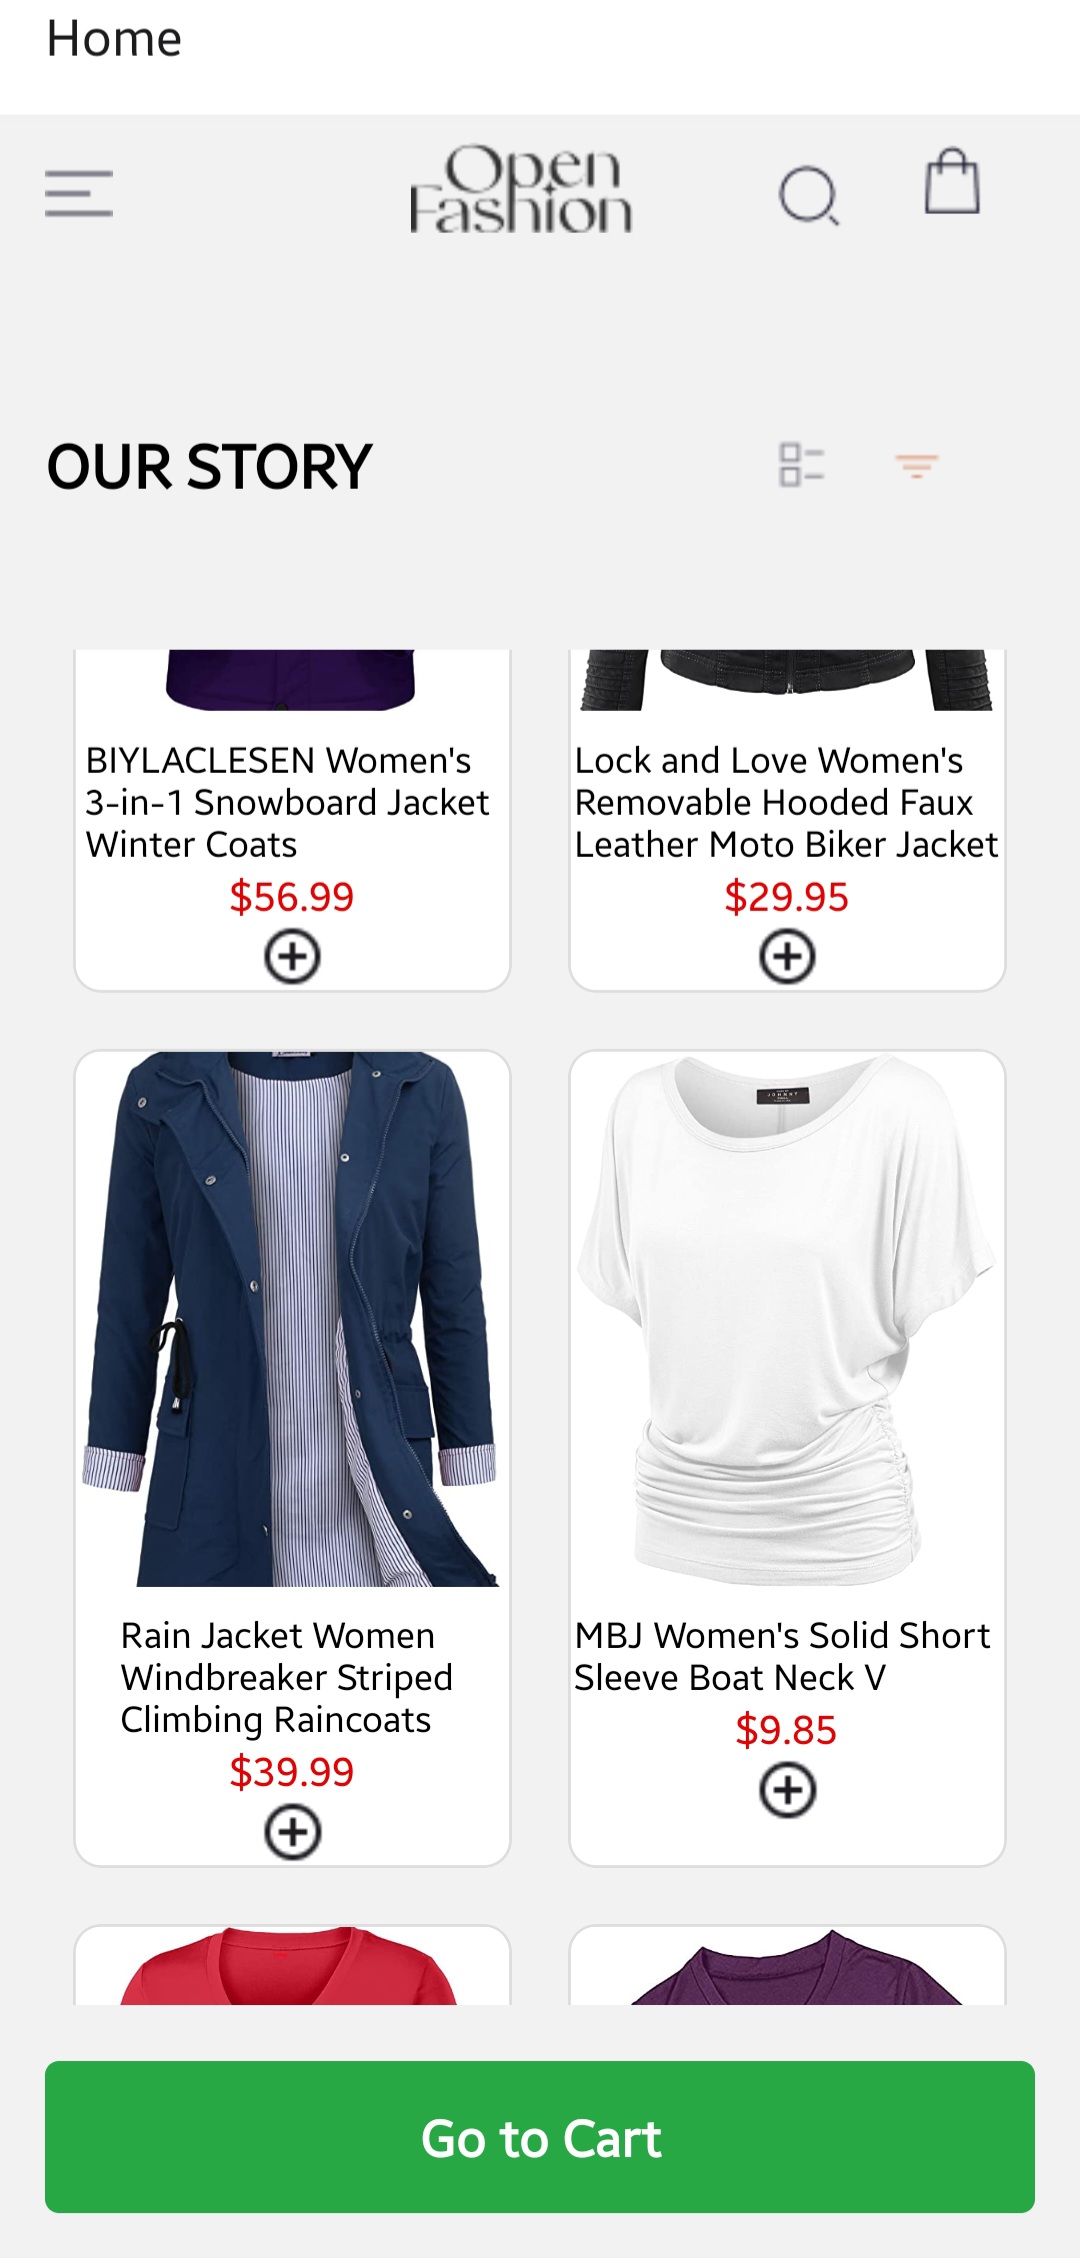 Home
Open
Fashion
OUR STORY
BIYLACLESEN Women's
3-in-1 Snowboard Jacket
Winter Coats
$56.99
Lock and Love Women's
Removable Hooded Faux
Leather Moto Biker Jacket
$29.95
JOHNNY
Rain Jacket Women
Windbreaker Striped
Climbing Raincoats
$39.99
MBJ Women's Solid Short
Sleeve Boat Neck V
$9.85
Go to Cart